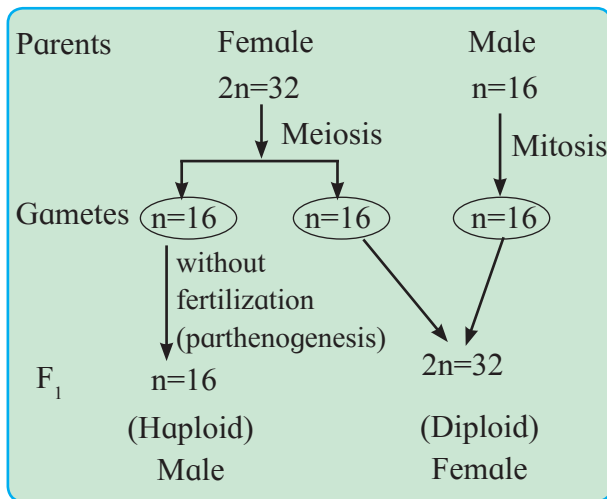 Parents Female Male
2n=32 n=16
Meiosis
Mitosis
Gametes n=16 n=16 n=16
without
fertilization
(parthenogenesis)
F1 n=16 2n=32
(Haploid) (Diploid)
Male Female